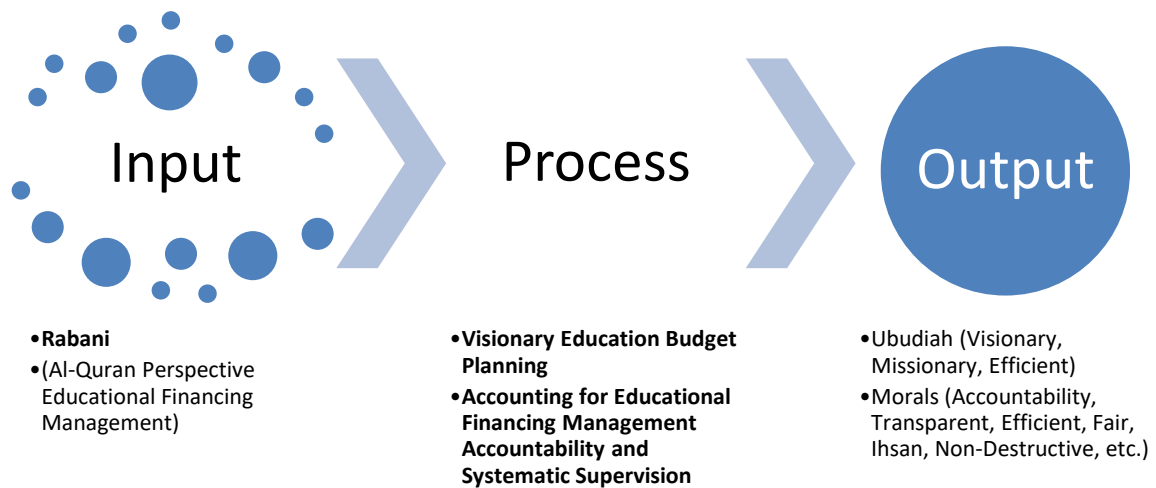 Input
Process
Output
•Rabani
•(Al-Quran Perspective
Educational Financing
Management)
•Visionary Education Budget
Planning
•Accounting for Educational
Financing Management
Accountability and
Systematic Supervision
•Ubudiah (Visionary,
Missionary, Efficient)
•Morals (Accountability,
Transparent, Efficient, Fair,
Ihsan, Non-Destructive, etc.)